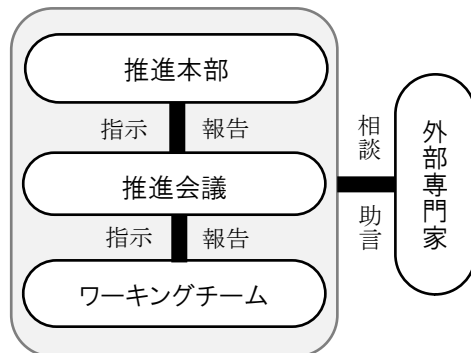 推進本部
指示 報告
推進会議
指示 報告
ワーキングチーム
相談
助言
外部専門家